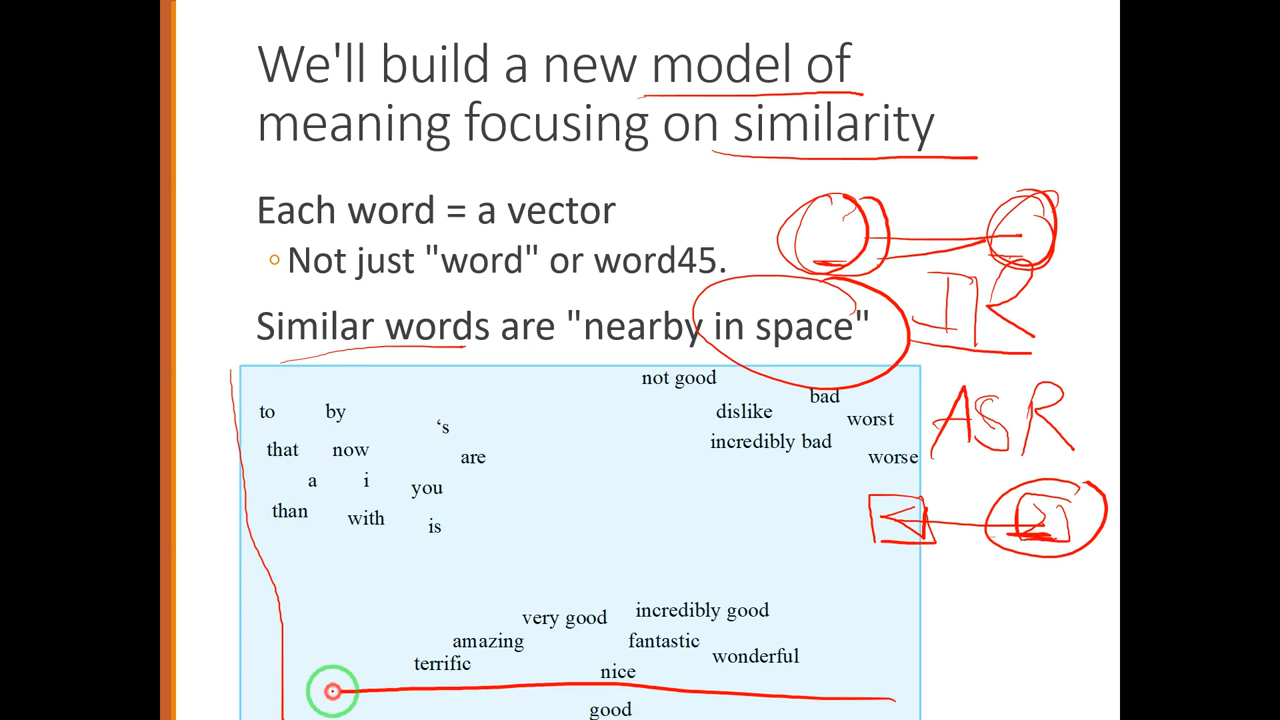 We'll build a new model of
meaning focusing on similarity
Each word = a vector
◦ Not just "word" or word45.
IR
Similar words are "nearby in space"
not good
bad
to by dislike worst
‘s
ASR
that now incredibly bad
are worse
a i you
than with is
very good incredibly good
amazing fantastic
terrific wonderful
nice
good